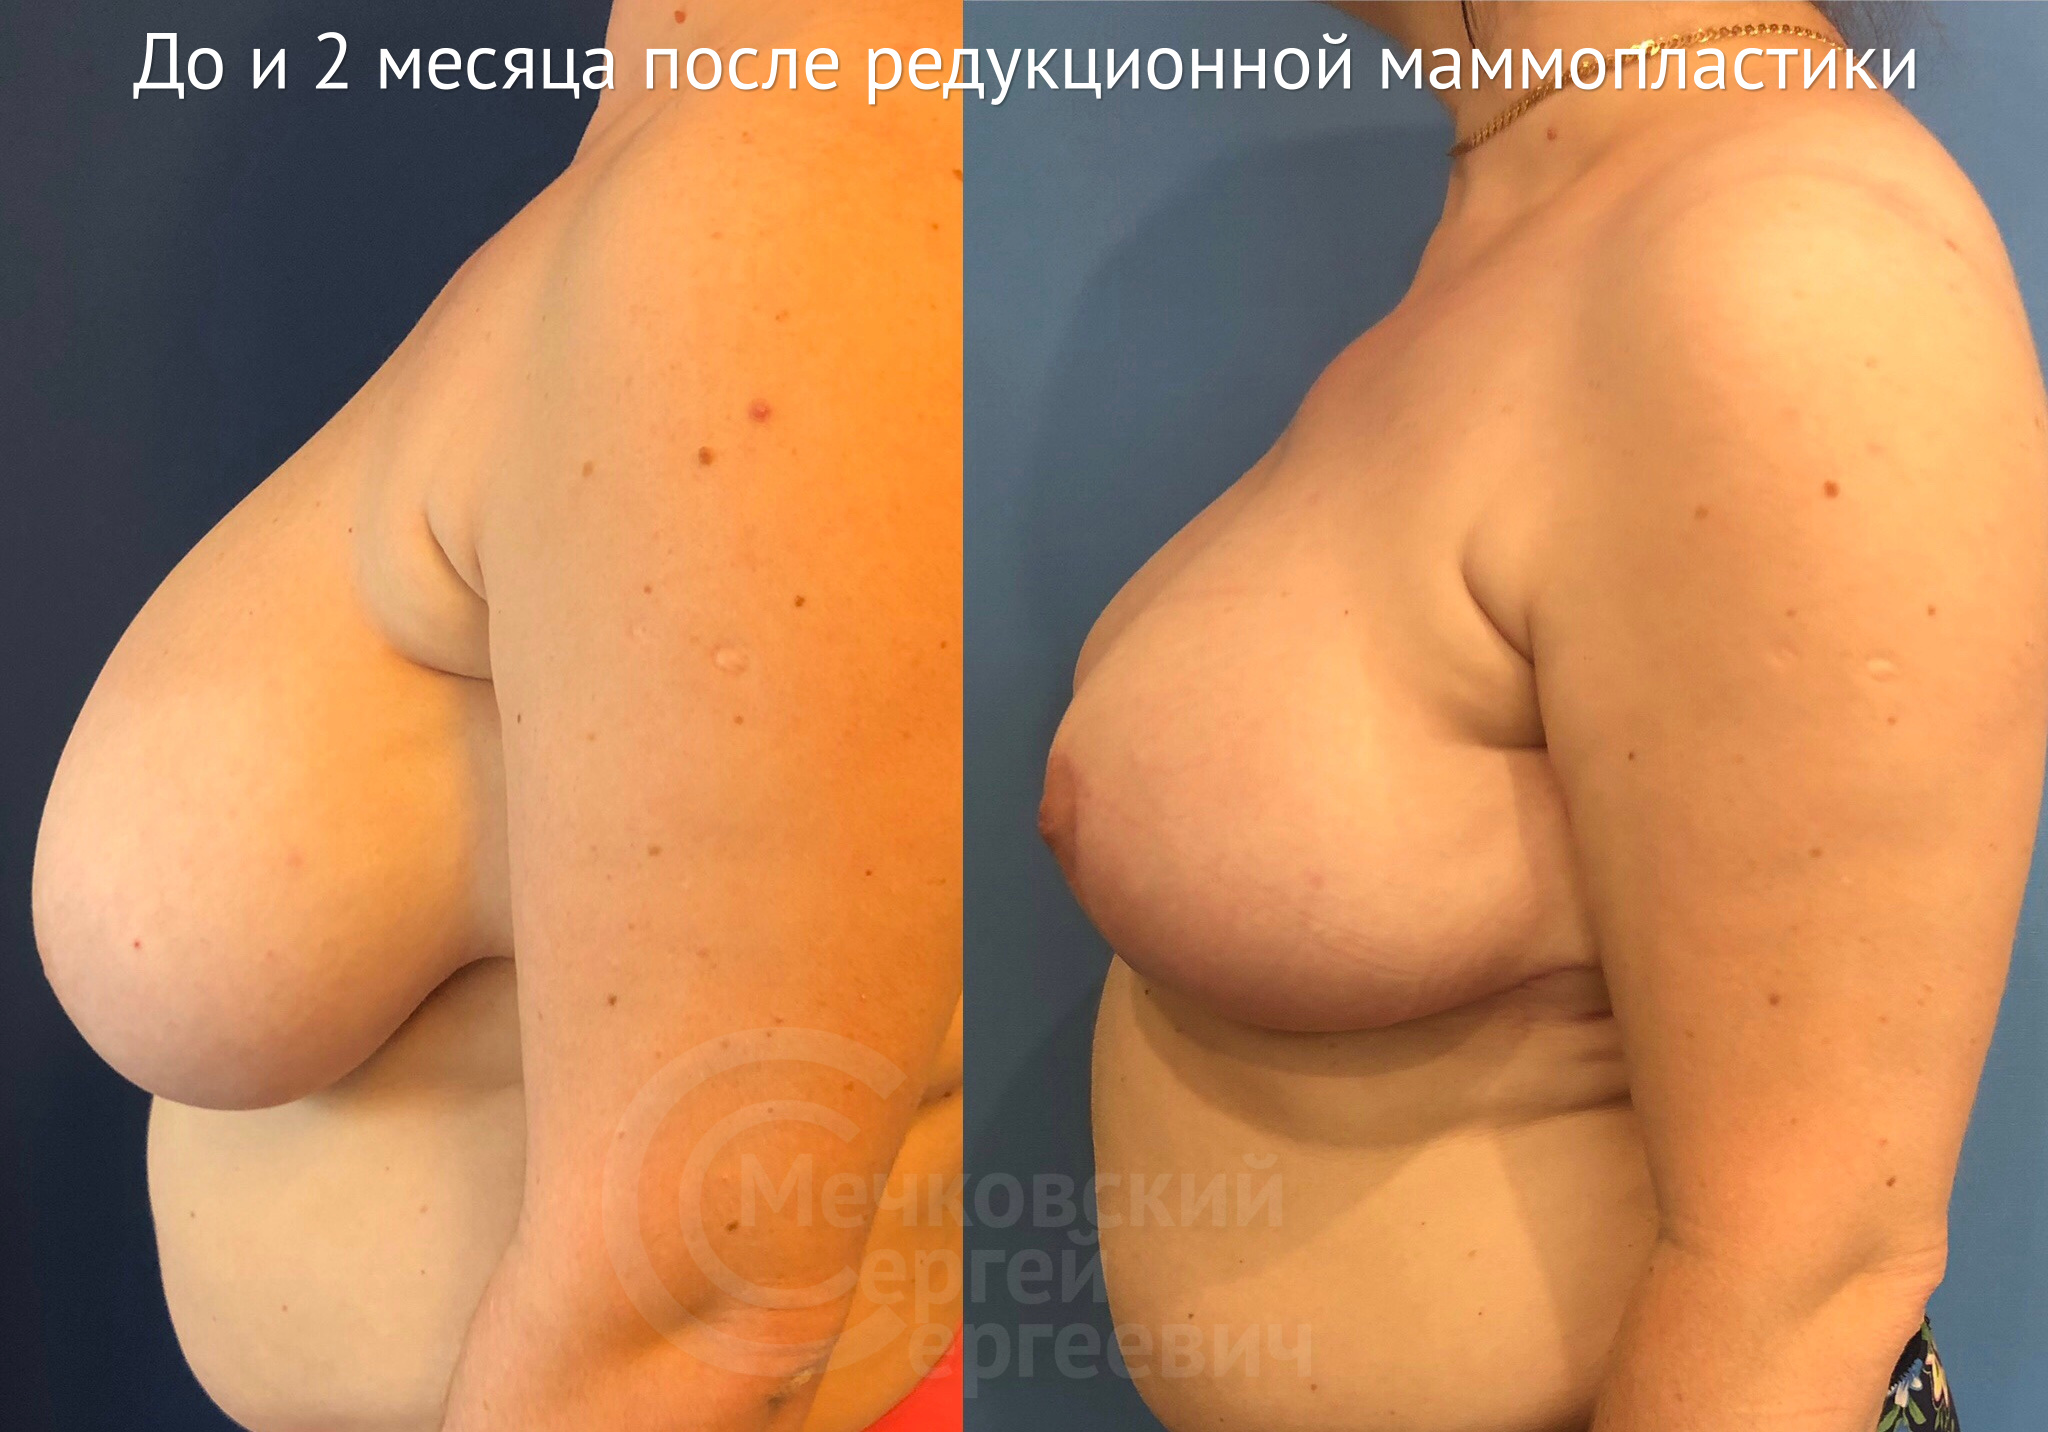 До и 2 месяца после редукционной маммопластики
Мечковский
Сергей
Сергеевич